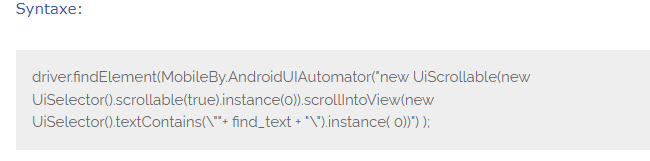 Syntaxe:
driver.findElement(MobileBy.AndroidUIAutomator("new UiScrollable(new
UiSelector().scrollable(true).instance(0)).scrollIntoView(new
UiSelector().textContains(\""+ find_text + "\").instance( 0))") );